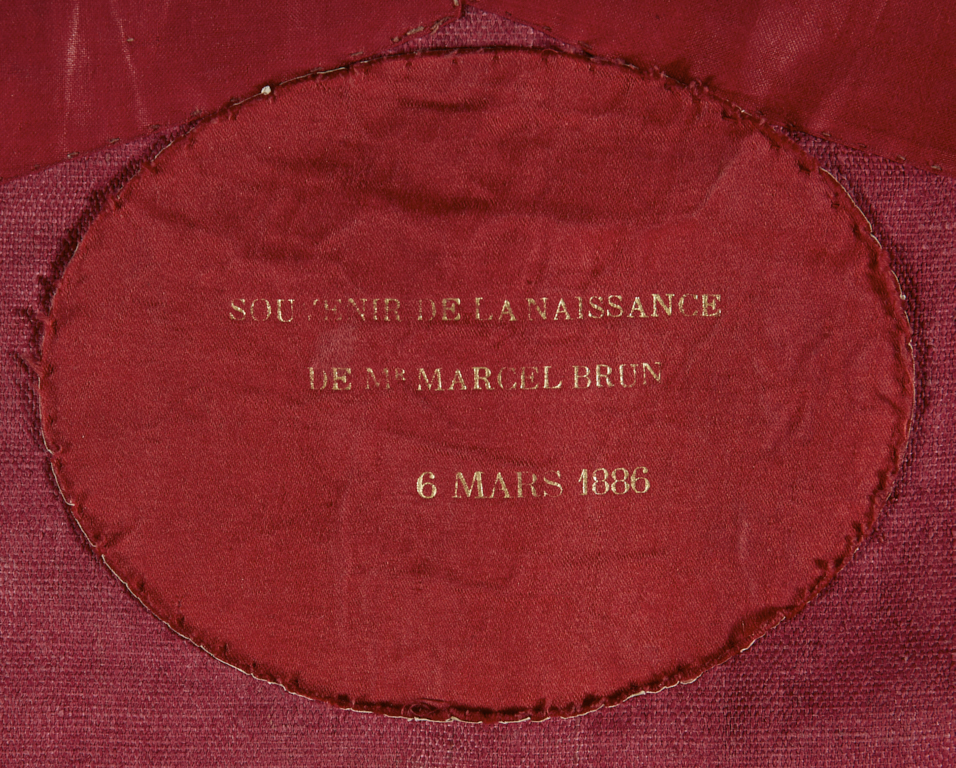 SOUVENIR DE LA NAISSANCE
DE MR MARCEL BRUN
6 MARS 1886